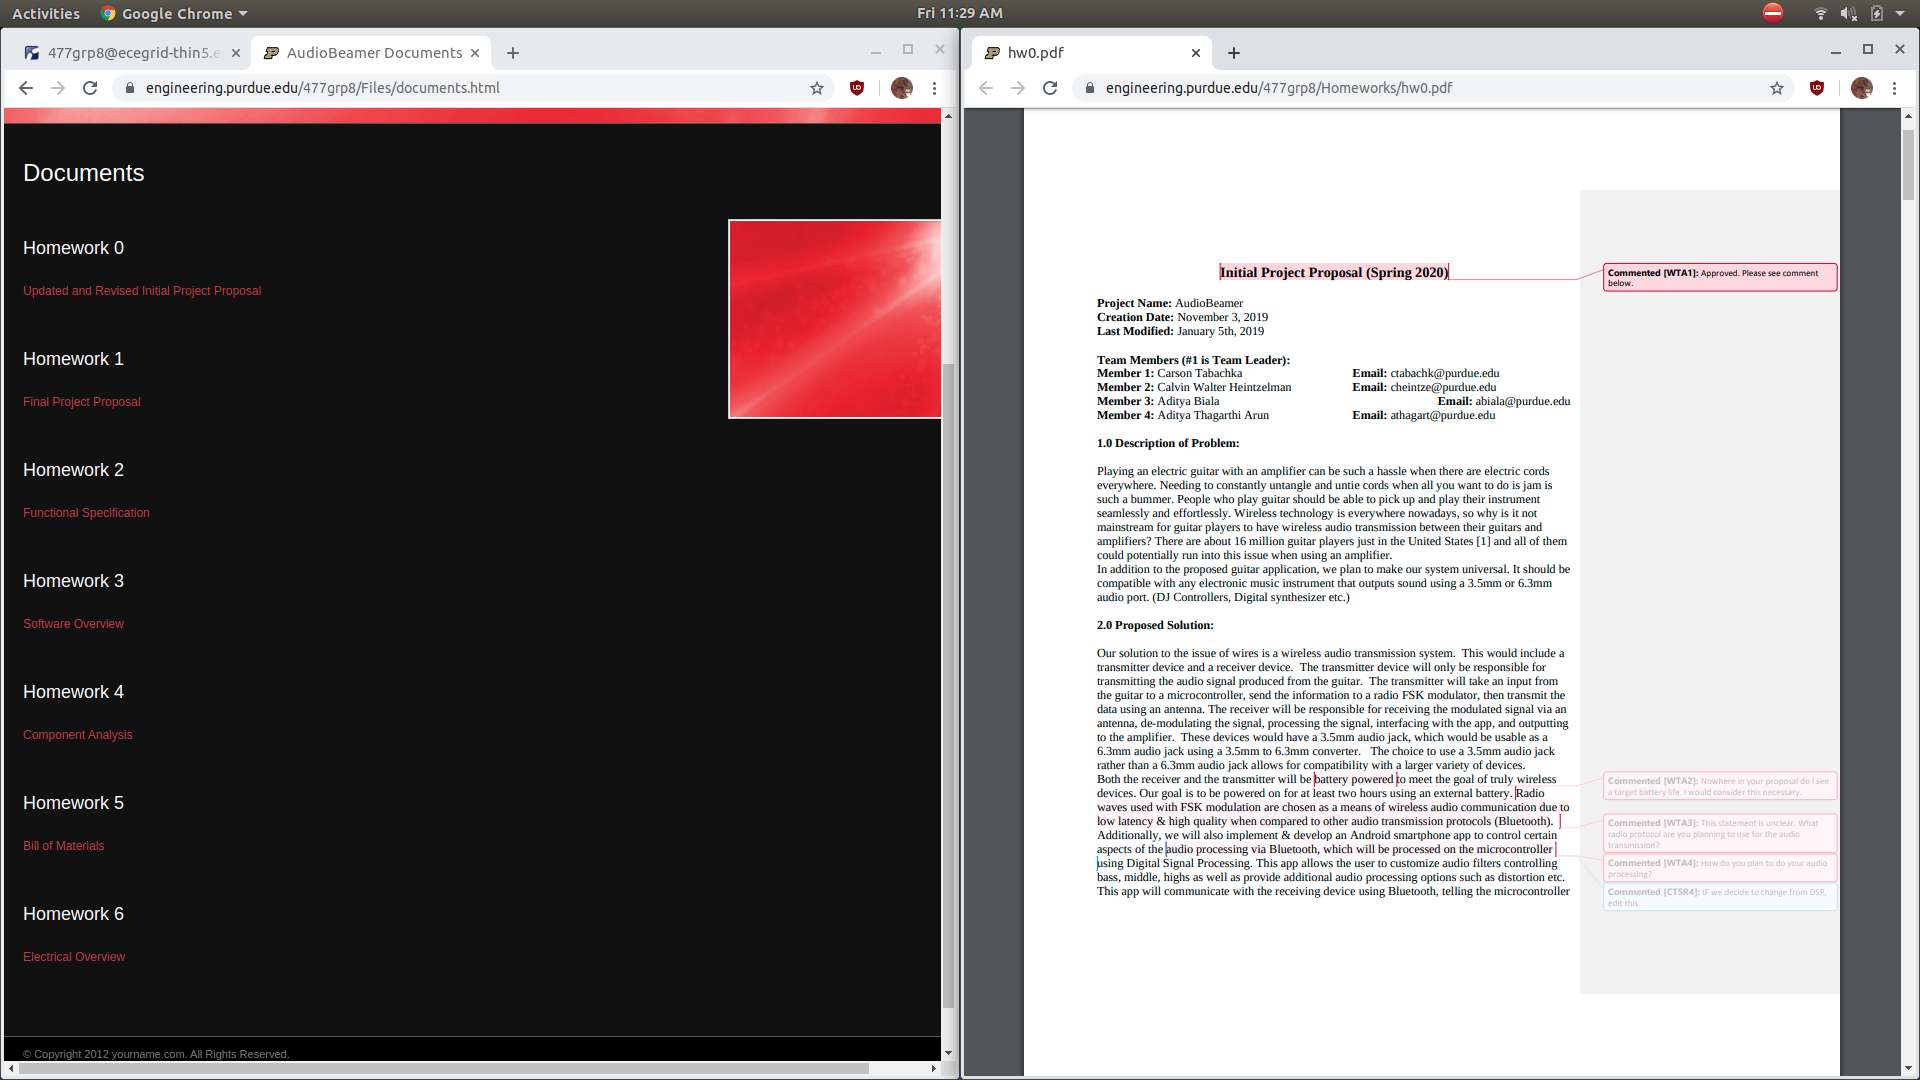 Activities
Google Chrome
Fri 11:29 AM
477grp8@ecegrid-thin5.e
AudioBeamer Documents
engineering.purdue.edu/477grp8/Files/documents.html
Documents
Homework 0
Updated and Revised Initial Project Proposal
Homework 1
Final Project Proposal
Homework 2
Functional Specification
Homework 3
Software Overview
Homework 4
Component Analysis
Homework 5
Bill of Materials
Homework 6
Electrical Overview
© Copyright 2012 yourname.com. All Rights Reserved.
hw0.pdf
engineering.purdue.edu/477grp8/Homeworks/hw0.pdf
Initial Project Proposal (Spring 2020)
Project Name: AudioBeamer
Creation Date: November 3, 2019
Last Modified: January 5th, 2019
Team Members (#1 is Team Leader):
Member 1: Carson Tabachka Email: ctabachk@purdue.edu
Member 2: Calvin Walter Heintzelman Email: cheintze@purdue.edu
Member 3: Aditya Biala Email: abiala@purdue.edu
Member 4: Aditya Thagarthi Arun Email: athagart@purdue.edu
1.0 Description of Problem:
Playing an electric guitar with an amplifier can be such a hassle when there are electric cords
everywhere. Needing to constantly untangle and untie cords when all you want to do is jam is
such a bummer. People who play guitar should be able to pick up and play their instrument
seamlessly and effortlessly. Wireless technology is everywhere nowadays, so why is it not
mainstream for guitar players to have wireless audio transmission between their guitars and
amplifiers? There are about 16 million guitar players just in the United States [1] and all of them
could potentially run into this issue when using an amplifier.
In addition to the proposed guitar application, we plan to make our system universal. It should be
compatible with any electronic music instrument that outputs sound using a 3.5mm or 6.3mm
audio port. (DJ Controllers, Digital synthesizer etc.)
2.0 Proposed Solution:
Our solution to the issue of wires is a wireless audio transmission system. This would include a
transmitter device and a receiver device. The transmitter device will only be responsible for
transmitting the audio signal produced from the guitar. The transmitter will take an input from
the guitar to a microcontroller, send the information to a radio FSK modulator, then transmit the
data using an antenna. The receiver will be responsible for receiving the modulated signal via an
antenna, de-modulating the signal, processing the signal, interfacing with the app, and outputting
to the amplifier. These devices would have a 3.5mm audio jack, which would be usable as a
6.3mm audio jack using a 3.5mm to 6.3mm converter. The choice to use a 3.5mm audio jack
rather than a 6.3mm audio jack allows for compatibility with a larger variety of devices.
Both the receiver and the transmitter will be battery powered to meet the goal of truly wireless
devices. Our goal is to be powered on for at least two hours using an external battery. Radio
waves used with FSK modulation are chosen as a means of wireless audio communication due to
low latency & high quality when compared to other audio transmission protocols (Bluetooth).
Additionally, we will also implement & develop an Android smartphone app to control certain
aspects of the audio processing via Bluetooth, which will be processed on the microcontroller
using Digital Signal Processing. This app allows the user to customize audio filters controlling
bass, middle, highs as well as provide additional audio processing options such as distortion etc.
This app will communicate with the receiving device using Bluetooth, telling the microcontroller
Commented [WTA1]: Approved. Please see comment
below.
Commented [WTA2]: Nowhere in your proposal do I see
a target battery life. I would consider this necessary.
Commented [WTA3]: This statement is unclear. What
radio protocol are you planning to use for the audio
transmission?
Commented [WTA4]: How do you plan to do your audio
processing?
Commented [CT5R4]: IF we decide to change from DSP,
edit this